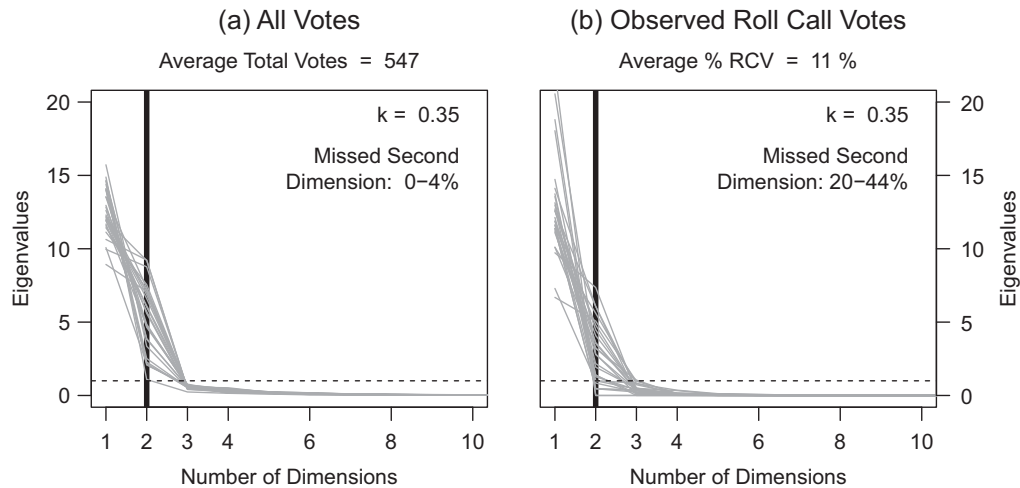 (a) All Votes
Average Total Votes = 547
k = 0.35
Missed Second
Dimension: 0−4%
Eigenvalues
20
15
10
5
0
1 2 3 4 6 8 10
Number of Dimensions
(b) Observed Roll Call Votes
Average % RCV = 11 %
k = 0.35
Missed Second
Dimension: 20−44%
20
15
10
5
0
Eigenvalues
1 2 3 4 6 8 10
Number of Dimensions